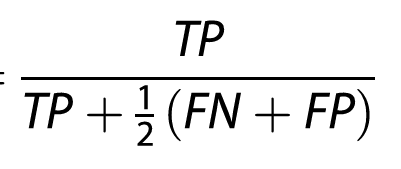 = TP
TP + 1/2 (FN + FP)